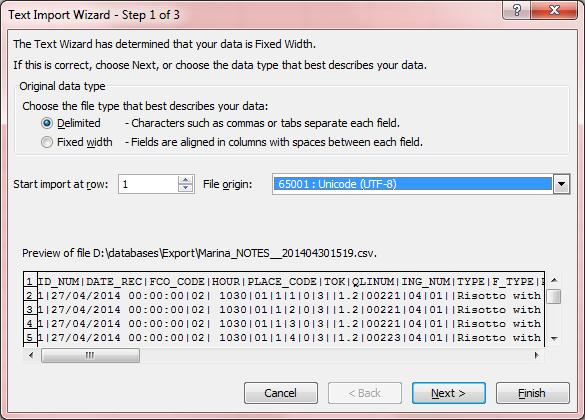 Text Import Wizard - Step 1 of 3
The Text Wizard has determined that your data is Fixed Width.
If this is correct, choose Next, or choose the data type that best describes your data.
Original data type
Choose the file type that best describes your data:
Delimited - Characters such as commas or tabs separate each field.
Fixed width - Fields are aligned in columns with spaces between each field.
Start import at row: 1 File origin: 65001 : Unicode (UTF-8)
Preview of file D:\databases\Export\Marina_NOTES__201404301519.csv.
1 ID_NUM|DATE_REC|FCO_CODE|HOUR|PLACE_CODE|TOK|QLINUM|ING_NUM|TYPE|F_TYPE|
2 1|27/04/2014 00:00:00|02| 1030|01|1|1|0|3||1.2|00221|04|01||Risotto with
3 1|27/04/2014 00:00:00|02| 1030|01|1|2|0|3||1.2|00221|04|01||Risotto with
4 1|27/04/2014 00:00:00|02| 1030|01|1|2|0|3||1.2|00221|04|01||Risotto with
5 1|27/04/2014 00:00:00|02| 1030|01|1|4|0|3||1.2|00223|04|01||Risotto with
Cancel < Back Next > Finish